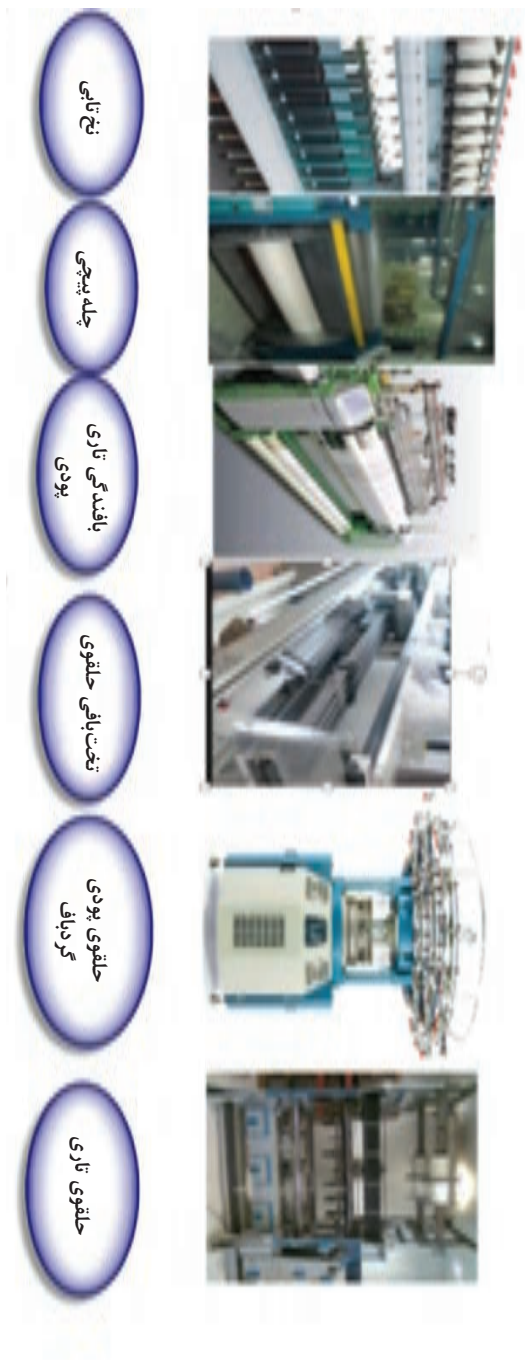 نخ تابی
چله پیچی
بافندگی تاری
پودی
تخت‌بافی حلقوی
حلقوی پودی
گردباف
حلقوی تاری